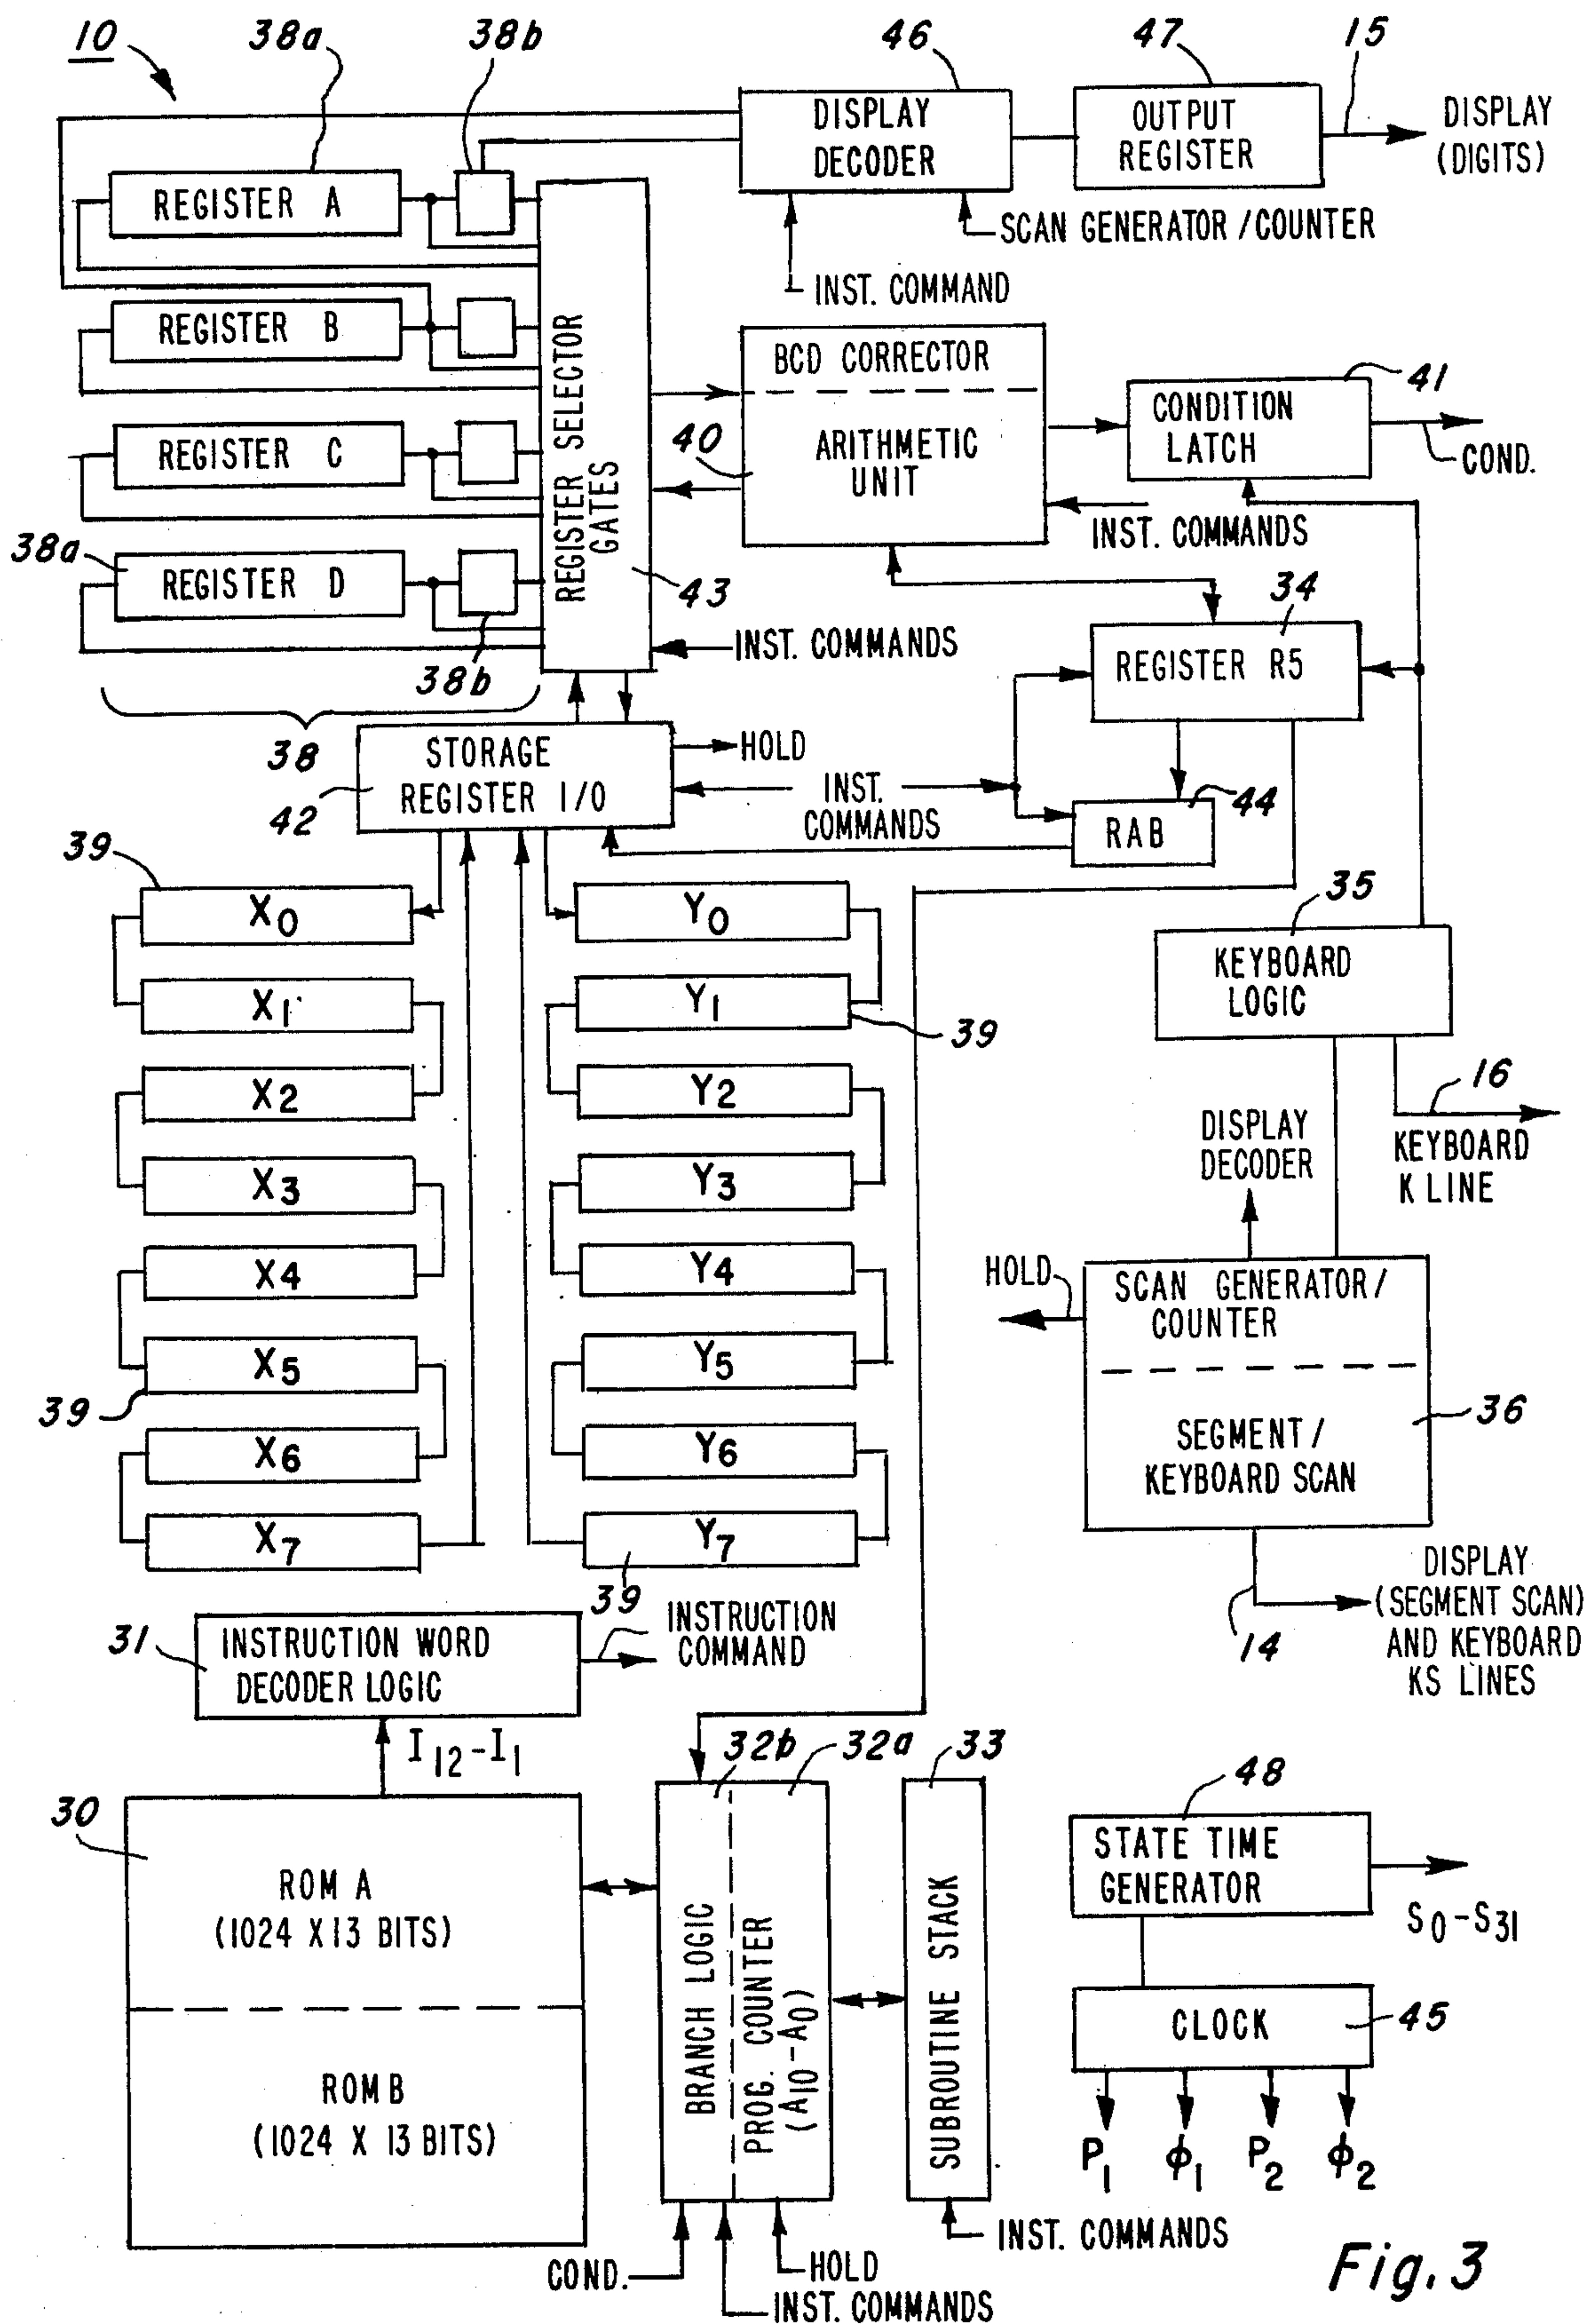 10
38a
38b
46
47
15
DISPLAY
DECODER
OUTPUT
REGISTER
DISPLAY
(DIGITS)
REGISTER A
SCAN GENERATOR / COUNTER
INST. COMMAND
REGISTER B
REGISTER SELECTOR
GATES
BCD CORRECTOR
ARITHMETIC
UNIT
40
CONDITION
LATCH
41
COND.
REGISTER C
INST. COMMANDS
38a
REGISTER D
43
34
38b
INST. COMMANDS
REGISTER R5
38
STORAGE
REGISTER I/O
42
HOLD
INST.
COMMANDS
RAB
44
39
X0
Y0
35
KEYBOARD
LOGIC
X1
Y1
39
X2
Y2
16
KEYBOARD
K LINE
DISPLAY
DECODER
X3
Y3
X4
Y4
HOLD
SCAN GENERATOR/
COUNTER
X5
39
Y5
SEGMENT/
KEYBOARD SCAN
36
X6
Y6
X7
Y7
39
14
DISPLAY
(SEGMENT SCAN)
AND KEYBOARD
KS LINES
31
INSTRUCTION WORD
DECODER LOGIC
INSTRUCTION
COMMAND
I12-I1
32b
32a
33
48
30
ROM A
(1024 X 13 BITS)
STATE TIME
GENERATOR
S0-S31
BRANCH LOGIC
PROG. COUNTER
(A10-A0)
SUBROUTINE STACK
CLOCK
45
ROM B
(1024 X 13 BITS)
P1
ϕ1
P2
ϕ2
COND.
HOLD
INST. COMMANDS
INST. COMMANDS
Fig. 3